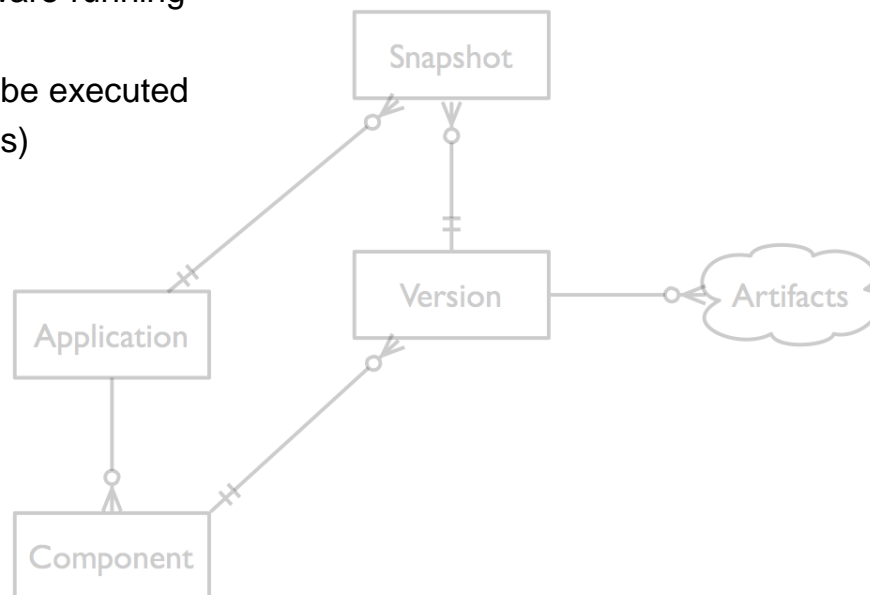 be executed
s)
Snapshot
Version
Artifacts
Application
Component